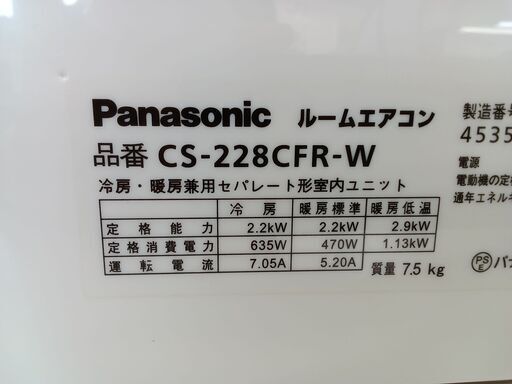 Panasonic ルームエアコン
品番 CS-228CFR-W
冷房・暖房兼用セパレート形室内ユニット
冷房 暖房標準 暖房低温
定格能力 2.2kW 2.2kW 2.9kW
定格消費電力 635W 470W 1.13kW
運転電流 7.05A 5.20A
質量 7.5 kg
製造番号
4535
電源
電動機の定格
通年エネルギ
PSE パナ